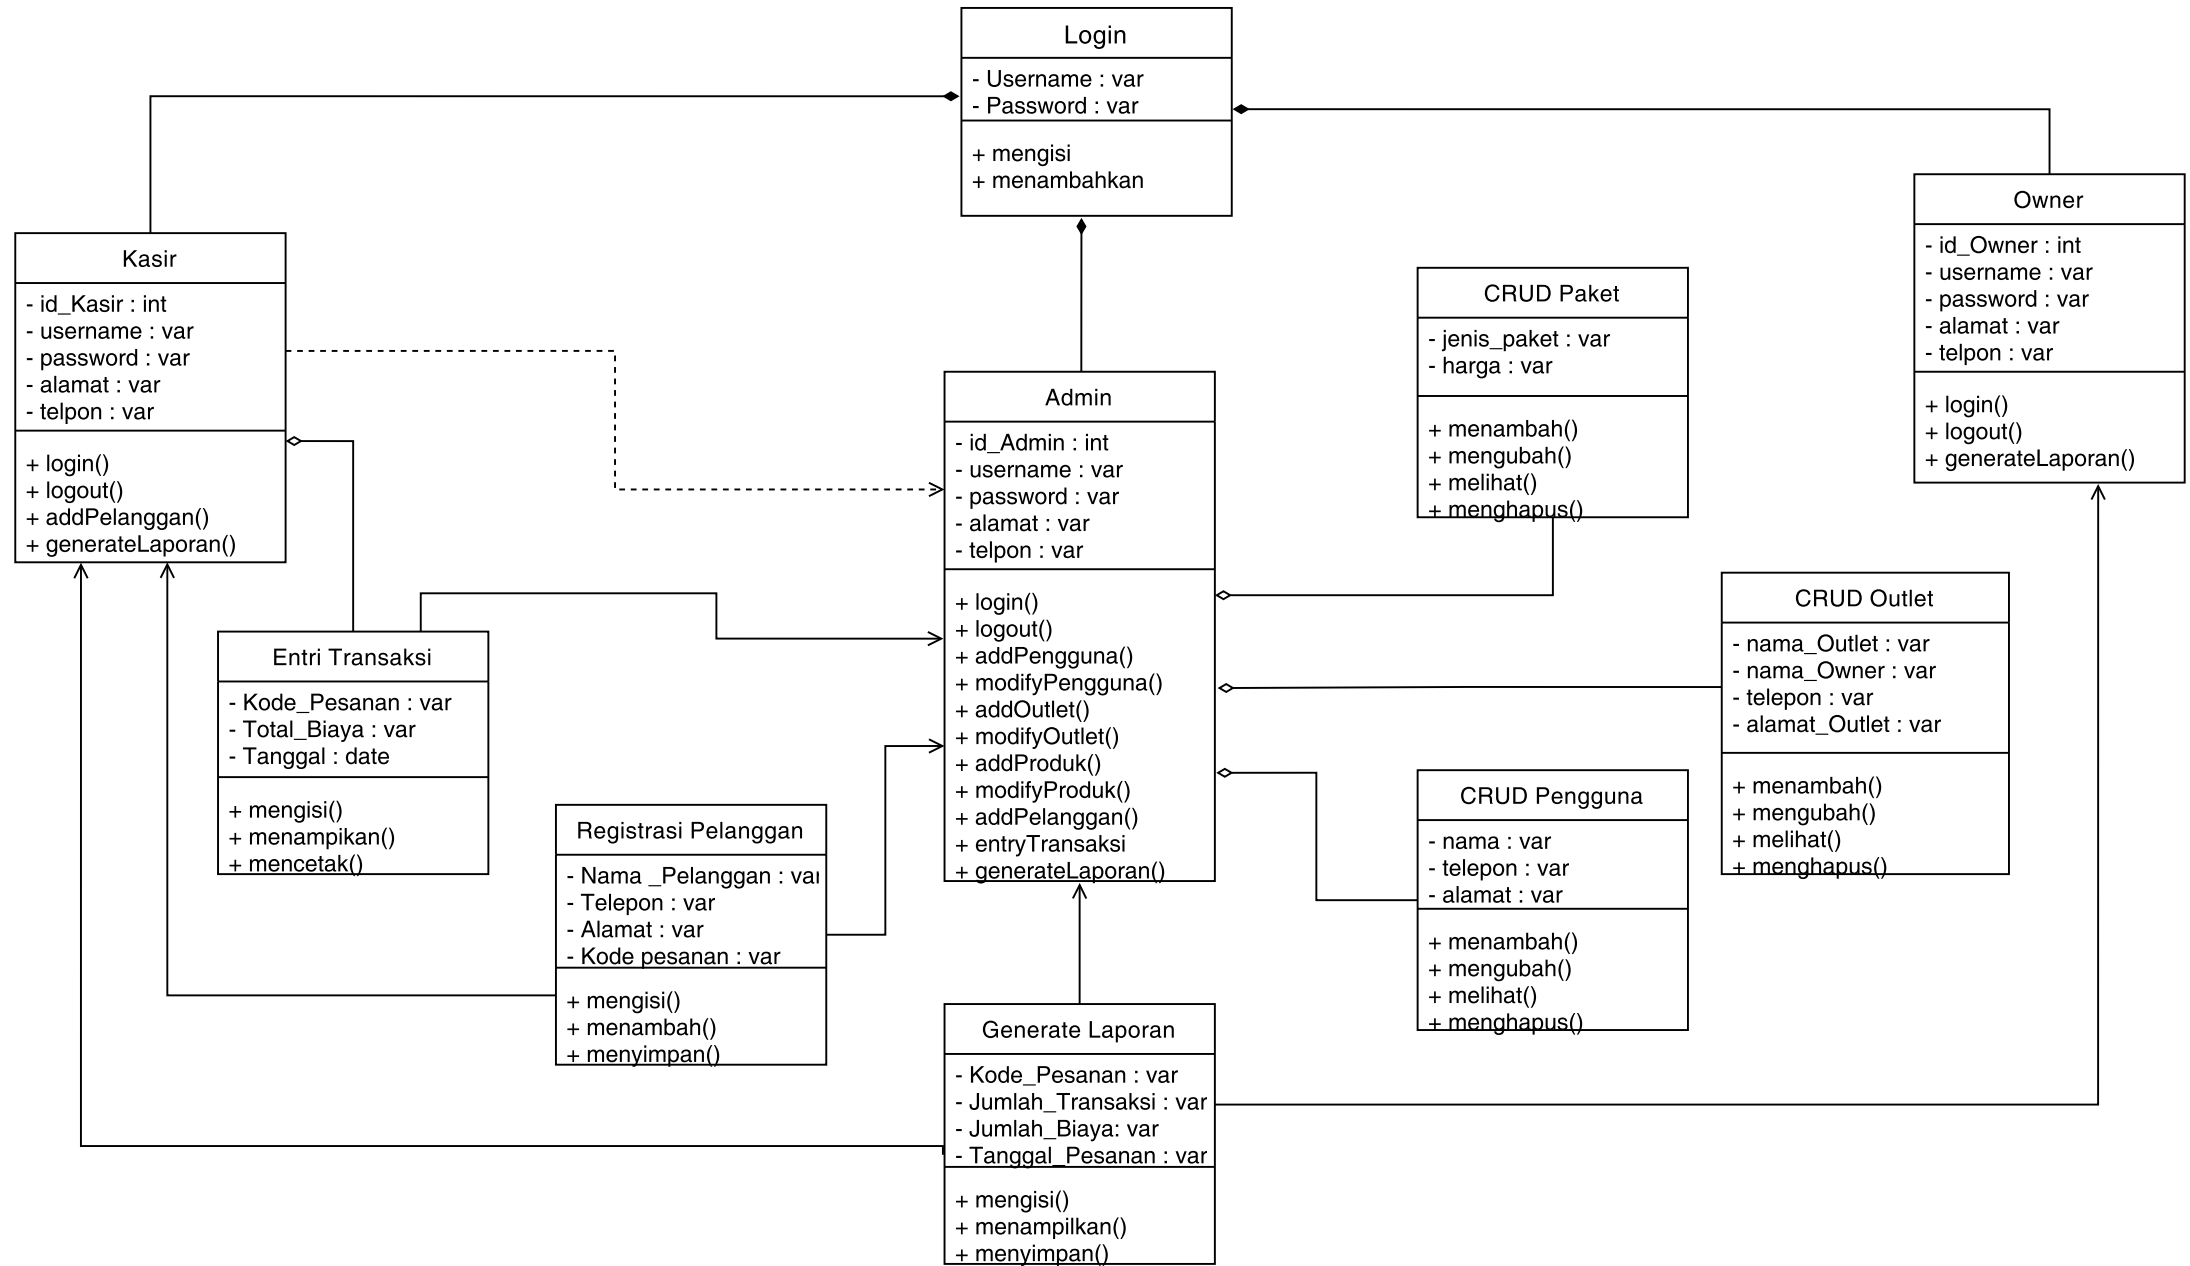 Login
- Username : var
- Password : var
+ mengisi
+ menambahkan
Kasir
- id_Kasir : int
- username : var
- password : var
- alamat : var
- telpon : var
+ login()
+ logout()
+ addPelanggan()
+ generateLaporan()
Owner
- id_Owner : int
- username : var
- password : var
- alamat : var
- telpon : var
+ login()
+ logout()
+ generateLaporan()
CRUD Paket
- jenis_paket : var
- harga : var
+ menambah()
+ mengubah()
+ melihat()
+ menghapus()
Admin
- id_Admin : int
- username : var
- password : var
- alamat : var
- telpon : var
+ login()
+ logout()
+ addPengguna()
+ modifyPengguna()
+ addOutlet()
+ modifyOutlet()
+ addProduk()
+ modifyProduk()
+ addPelanggan()
+ entryTransaksi
+ generateLaporan()
CRUD Outlet
- nama_Outlet : var
- nama_Owner : var
- telepon : var
- alamat_Outlet : var
+ menambah()
+ mengubah()
+ melihat()
+ menghapus()
Entri Transaksi
- Kode_Pesanan : var
- Total_Biaya : var
- Tanggal : date
+ mengisi()
+ menampikan()
+ mencetak()
Registrasi Pelanggan
- Nama _Pelanggan : var
- Telepon : var
- Alamat : var
- Kode pesanan : var
+ mengisi()
+ menambah()
+ menyimpan()
CRUD Pengguna
- nama : var
- telepon : var
- alamat : var
+ menambah()
+ mengubah()
+ melihat()
+ menghapus()
Generate Laporan
- Kode_Pesanan : var
- Jumlah_Transaksi : var
- Jumlah_Biaya: var
- Tanggal_Pesanan : var
+ mengisi()
+ menampilkan()
+ menyimpan()